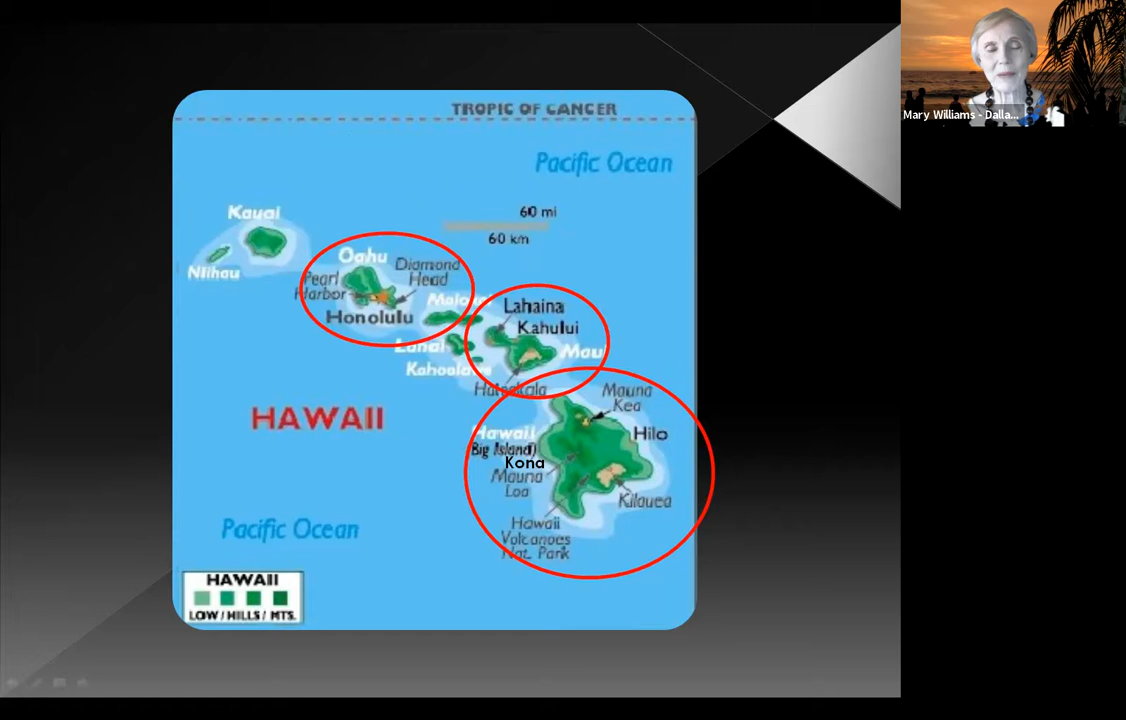 TROPIC OF CANCER
Pacific Ocean
Mary Williams - Dalla...
Kauai
60 mi
60 km
Niihau
Oahu
Diamond
Head
Pearl
Harbor
Honolulu
Lahaina
Kahului
Maui
Lanai
Haleakala
HAWAII
Mauna
Kea
Hawaii
Big Island)
Hilo
Kona
Mauna
Loa
Kilauea
Hawaii
Volcanoes
Nat. Park
Pacific Ocean
HAWAII
LOW / HILLS / MTS.